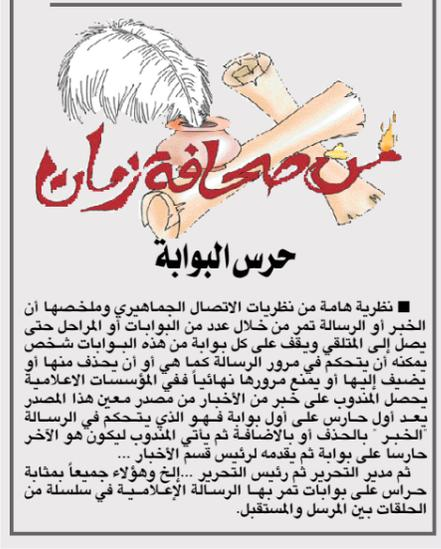 من صحافة زمان
حرس البوابة
■ نظرية هامة من نظريات الاتصال الجماهيري وملخصها أن
الخبر أو الرسالة تمر من خلال عدد من البوابات أو المراحل حتى
يصل إلى المتلقي ويقف على كل بوابة من هذه البوابات شخص
يمكنه أن يتحكم في مرور الرسالة كما هي أو أن يحذف منها أو
يضيف إليها أو يمنع مرورها نهائياً ففي المؤسسات الاعلامية
يحصل المندوب على خبر من الأخبار من مصدر معين هذا المصدر
يعد أول حارس على أول بوابة فهو الذي يتحكم في الرسالة
"الخبر" بالحذف أو بالاضافة ثم يأتي المندوب ليكون هو الآخر
حارسا على بوابة ثم يقدمه لرئيس قسم الأخبار ...
ثم مدير التحرير ثم رئيس التحرير ...إلخ وهؤلاء جميعاً بمثابة
حراس على بوابات تمر بها الرسالة الإعلامية في سلسلة من
الحلقات بين المرسل والمستقبل.